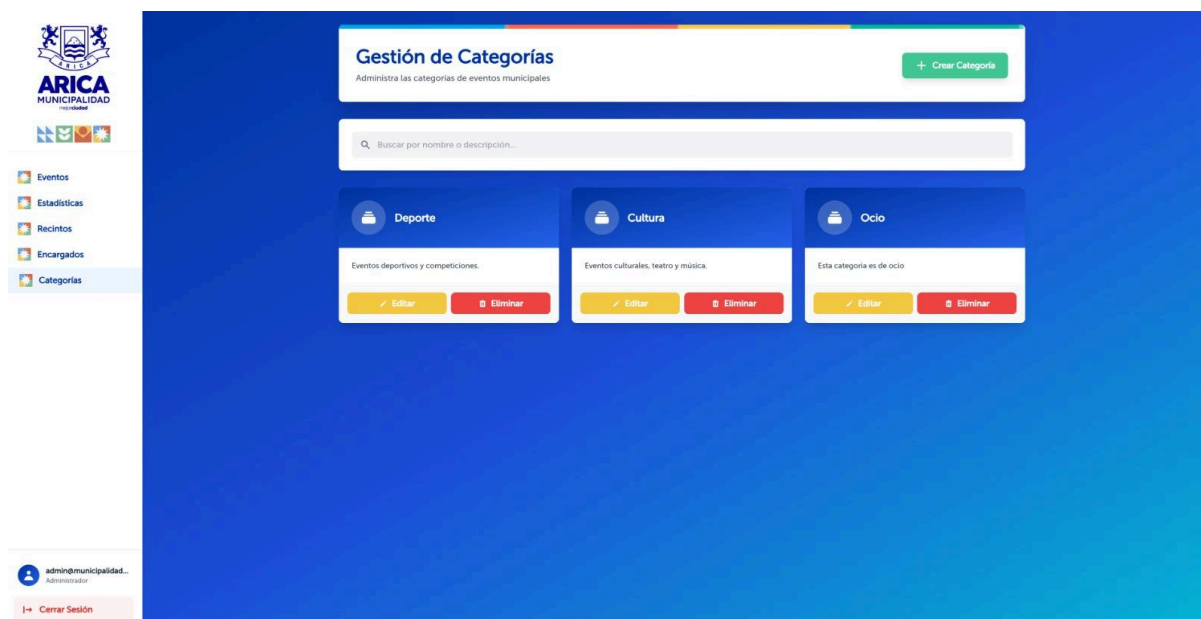 ARICA
ARICA
MUNICIPALIDAD
Eventos
Estadísticas
Recintos
Encargados
Categorías
admin@municipalidad...
Administrador
Cerrar Sesión
Gestión de Categorías
Administra las categorías de eventos municipales
Crear Categoría
Buscar por nombre o descripción...
Deporte
Eventos deportivos y competiciones.
Editar
Eliminar
Cultura
Eventos culturales, teatro y música.
Editar
Eliminar
Ocio
Esta categoria es de ocio
Editar
Eliminar